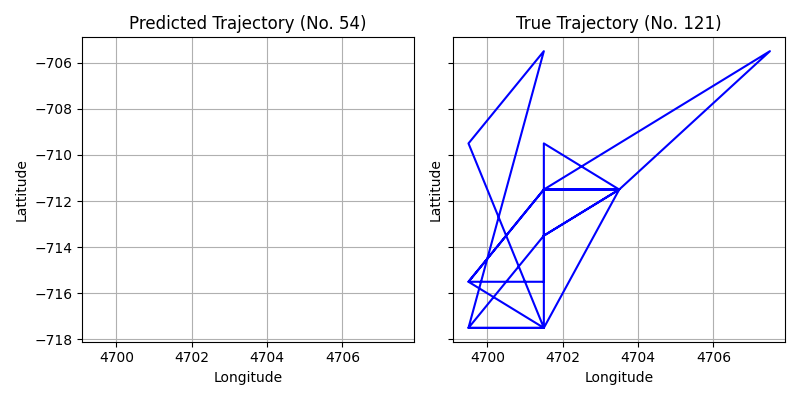 Predicted Trajectory (No. 54)
True Trajectory (No. 121)
Lattitude
−706
−708
−710
−712
−714
−716
−718
4700
4702
4704
4706
Longitude
Lattitude
4700
4702
4704
4706
Longitude